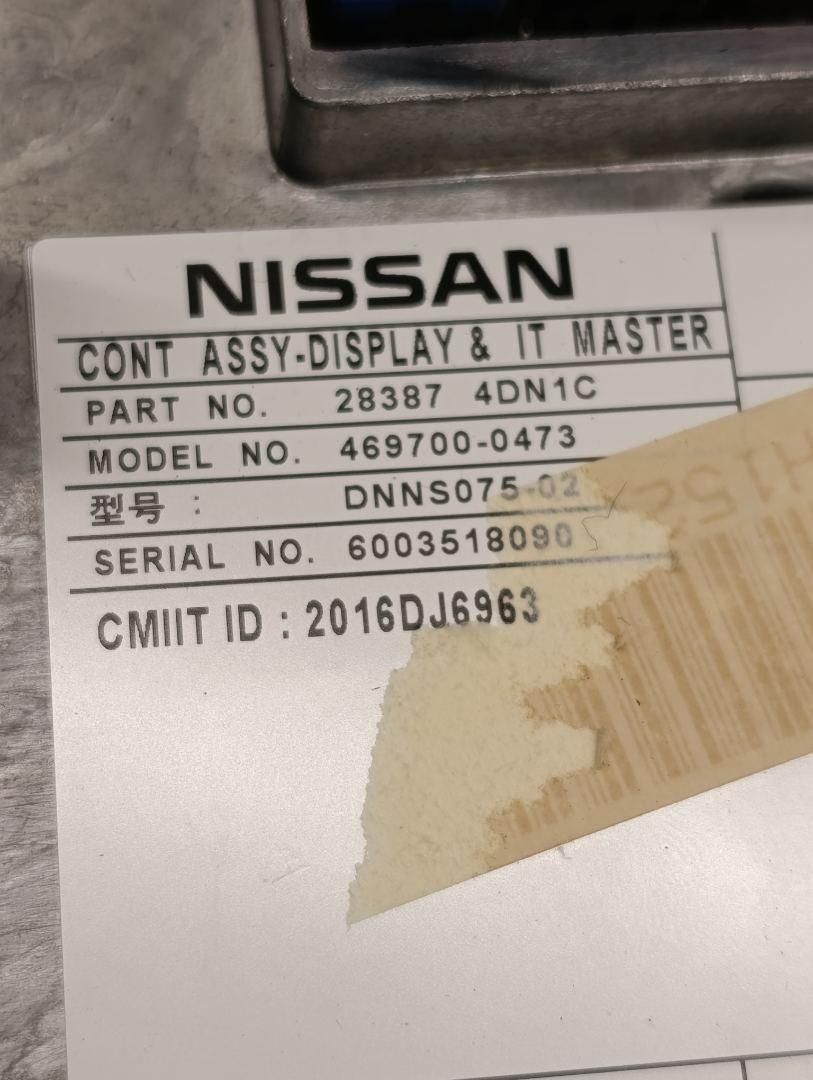 NISSAN
CONT ASSY-DISPLAY & IT MASTER
PART NO. 28387 4DN1C
MODEL NO. 469700-0473
型号 : DNNS075-02
SERIAL NO. 6003518090
CMIIT ID : 2016DJ6963